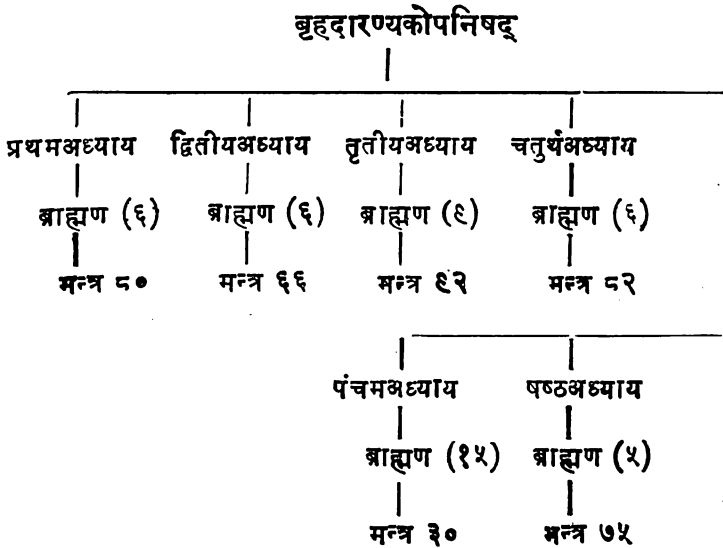 बृहदारण्यकोपनिषद्
प्रथमअध्याय द्वितीयअध्याय तृतीयअध्याय चतुर्थअध्याय
ब्राह्मण (६) ब्राह्मण (६) ब्राह्मण (९) ब्राह्मण (६)
मन्त्र ८० मन्त्र ६६ मन्त्र ९२ मन्त्र ८२
पंचमअध्याय षष्ठअध्याय
ब्राह्मण (१५) ब्राह्मण (५)
मन्त्र ३० मन्त्र ७५